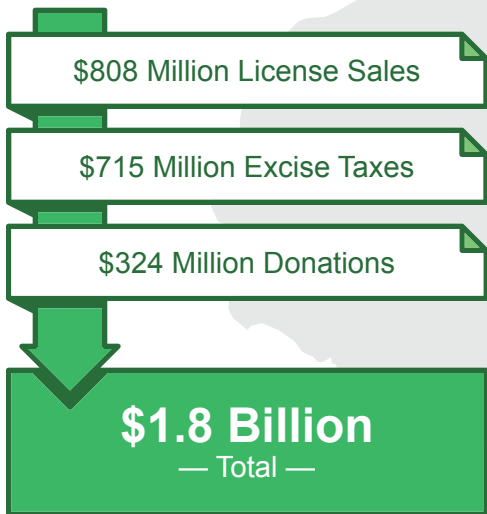 $808 Million License Sales
$715 Million Excise Taxes
$324 Million Donations
$1.8 Billion
— Total —